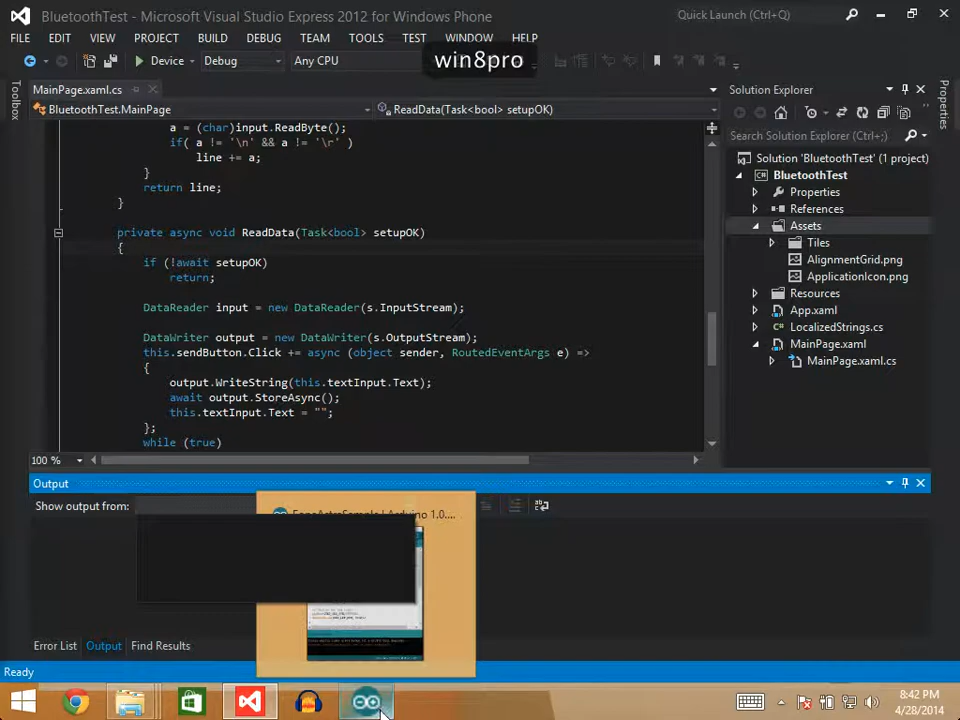 BluetoothTest - Microsoft Visual Studio Express 2012 for Windows Phone
Quick Launch (Ctrl+Q)
FILE EDIT VIEW PROJECT BUILD DEBUG TEAM TOOLS TEST WINDOW HELP
win8pro
Device
Debug
Any CPU
Toolbox
MainPage.xaml.cs
BluetoothTest.MainPage
ReadData(Task<bool> setupOK)
a = (char)input.ReadByte();
if( a != '\n' && a != '\r' )
line += a;
}
return line;
}
private async void ReadData(Task<bool> setupOK)
{
if (!await setupOK)
return;
DataReader input = new DataReader(s.InputStream);
DataWriter output = new DataWriter(s.OutputStream);
this.sendButton.Click += async (object sender, RoutedEventArgs e) =>
{
output.WriteString(this.textInput.Text);
await output.StoreAsync();
this.textInput.Text = "";
};
while (true)
100 %
Solution Explorer
Search Solution Explorer (Ctrl+;)
Solution 'BluetoothTest' (1 project)
BluetoothTest
Properties
References
Assets
Tiles
AlignmentGrid.png
ApplicationIcon.png
Resources
App.xaml
LocalizedStrings.cs
MainPage.xaml
MainPage.xaml.cs
Properties
Output
Show output from:
Arduino 1.0....
Error List
Output
Find Results
Ready
8:42 PM
4/28/2014